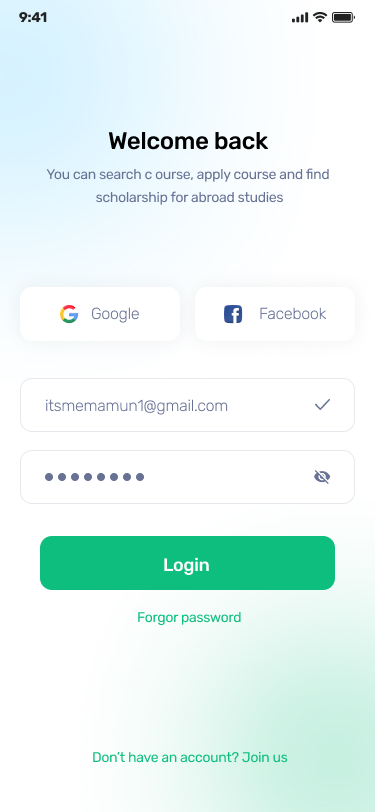 9:41
Welcome back
You can search c ourse, apply course and find
scholarship for abroad studies
Google
Facebook
itsmemamun1@gmail.com
Login
Forgor password
Don't have an account? Join us